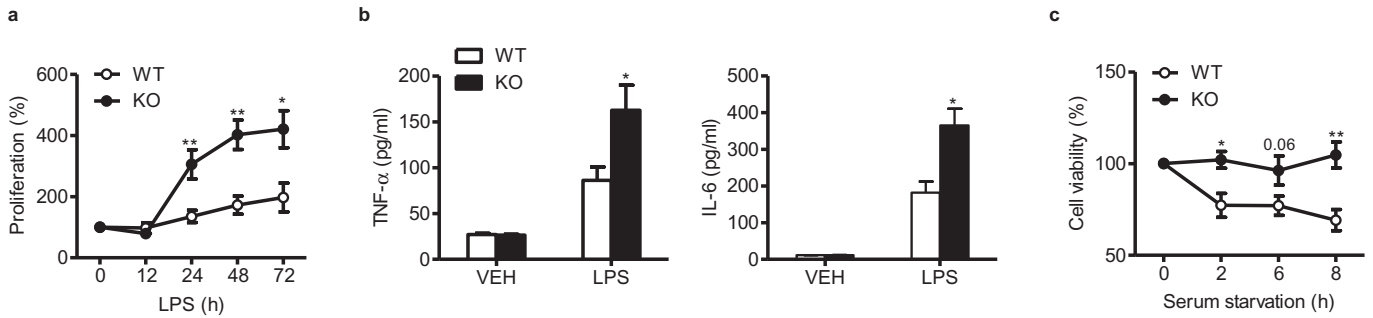 a
Proliferation (%)
600
400
200
0
WT
KO
**
**
*
0 12 24 48 72
LPS (h)
b
TNF-α (pg/ml)
200
150
100
50
0
WT
KO
*
VEH LPS
IL-6 (pg/ml)
500
400
300
200
100
0
*
VEH LPS
c
Cell viability (%)
150
100
50
WT
KO
*
0.06
**
0 2 6 8
Serum starvation (h)